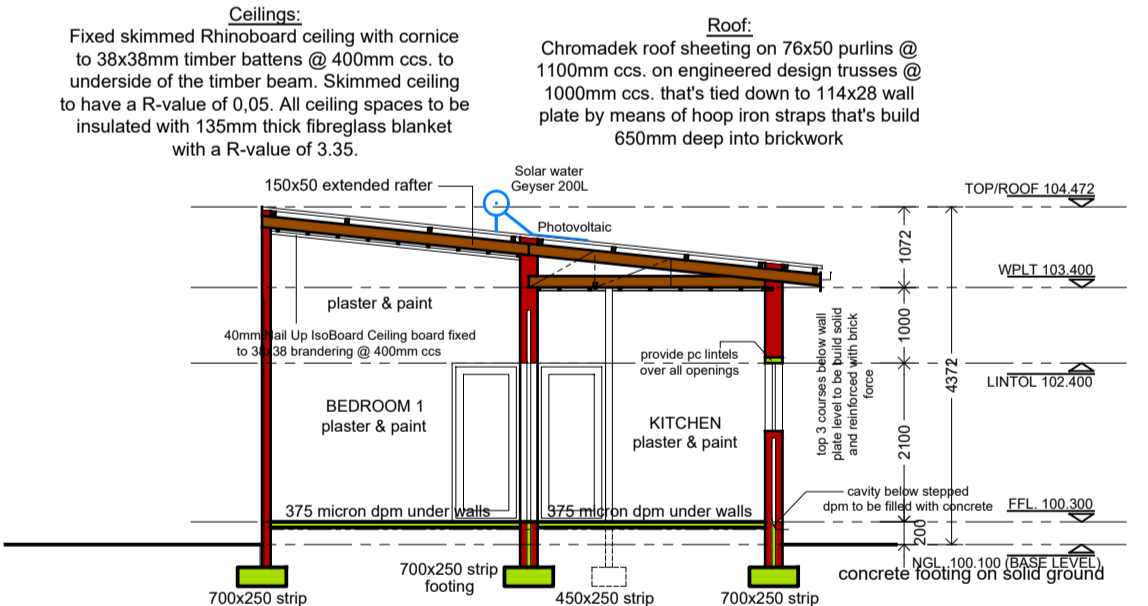 Ceilings:
Fixed skimmed Rhinoboard ceiling with cornice
to 38x38mm timber battens @ 400mm ccs. to
underside of the timber beam. Skimmed ceiling
to have a R-value of 0,05. All ceiling spaces to be
insulated with 135mm thick fibreglass blanket
with a R-value of 3.35.
Roof:
Chromadek roof sheeting on 76x50 purlins @
1100mm ccs. on engineered design trusses @
1000mm ccs. that's tied down to 114x28 wall
plate by means of hoop iron straps that's build
650mm deep into brickwork
Solar water
Geyser 200L
150x50 extended rafter
Photovoltaic
TOP/ROOF 104.472
1072
WPLT 103.400
plaster & paint
40mm Nail Up IsoBoard Ceiling board fixed
to 38x38 brandering @ 400mm ccs
provide pc lintels
over all openings
top 3 courses below wall
plate level to be build solid
and reinforced with brick
force
1000
4372
LINTOL 102.400
BEDROOM 1
plaster & paint
KITCHEN
plaster & paint
2100
cavity below stepped
dpm to be filled with concrete
375 micron dpm under walls
375 micron dpm under walls
FFL. 100.300
200
NGL. 100.100 (BASE LEVEL)
concrete footing on solid ground
700x250 strip
footing
700x250 strip
450x250 strip
700x250 strip